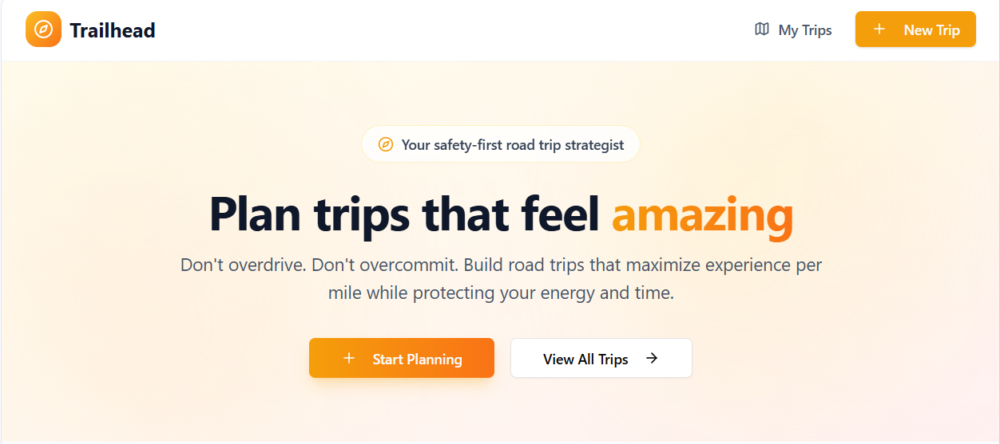 Trailhead
My Trips
New Trip
Your safety-first road trip strategist
Plan trips that feel amazing
Don't overdrive. Don't overcommit. Build road trips that maximize experience per
mile while protecting your energy and time.
Start Planning
View All Trips